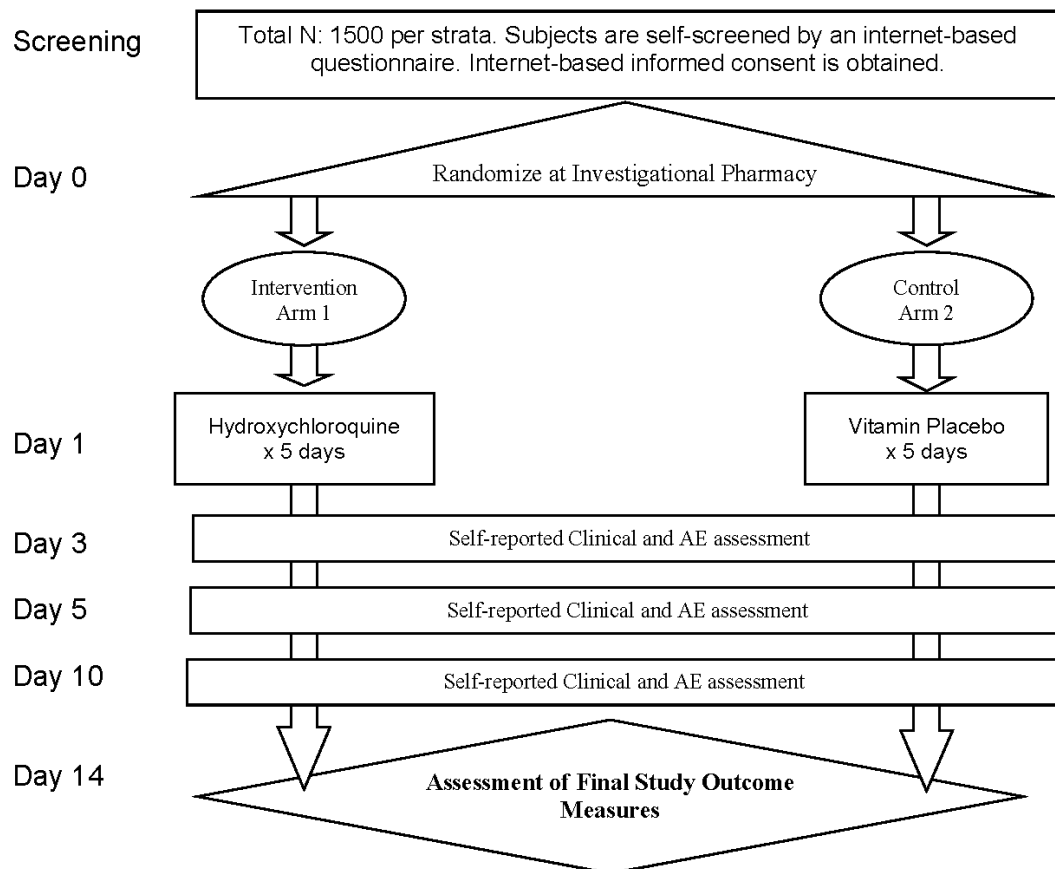 Screening
Total N: 1500 per strata. Subjects are self-screened by an internet-based
questionnaire. Internet-based informed consent is obtained.
Day 0
Randomize at Investigational Pharmacy
Intervention
Arm 1
Control
Arm 2
Day 1
Hydroxychloroquine
x 5 days
Vitamin Placebo
x 5 days
Day 3
Self-reported Clinical and AE assessment
Day 5
Self-reported Clinical and AE assessment
Day 10
Self-reported Clinical and AE assessment
Day 14
Assessment of Final Study Outcome
Measures